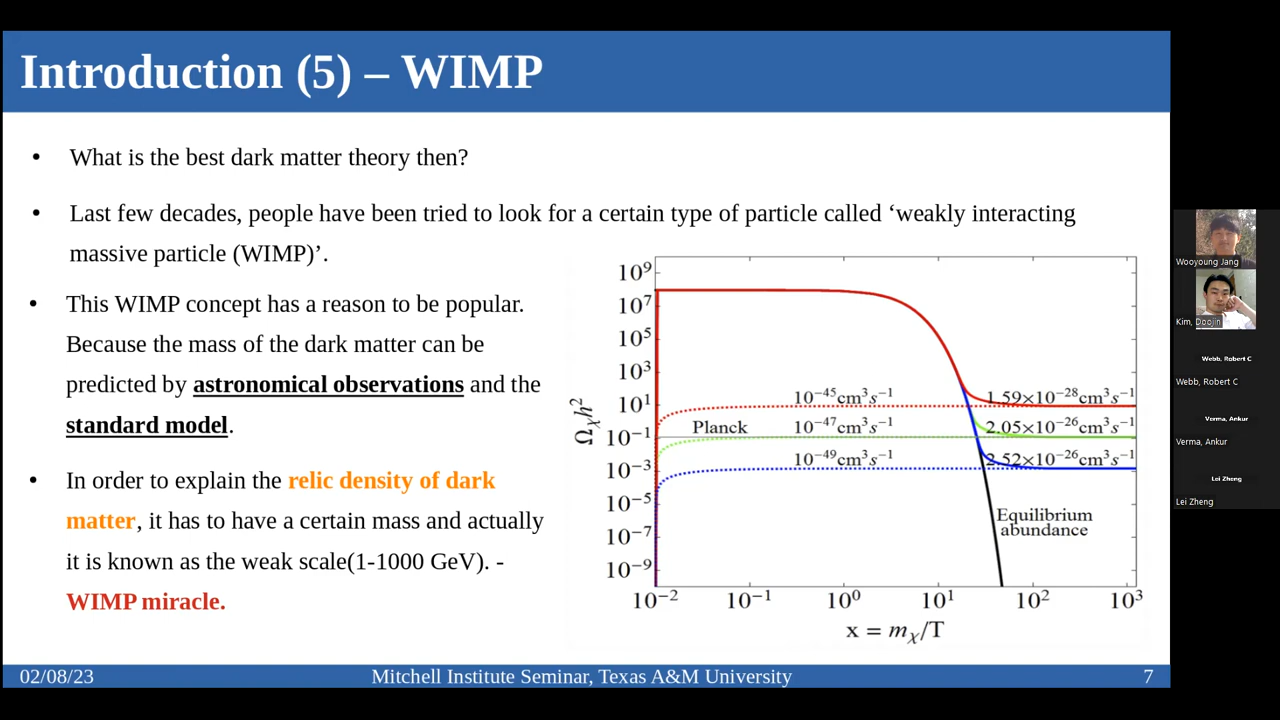 Introduction (5) – WIMP
• What is the best dark matter theory then?
• Last few decades, people have been tried to look for a certain type of particle called ‘weakly interacting
massive particle (WIMP)’.
• This WIMP concept has a reason to be popular.
Because the mass of the dark matter can be
predicted by astronomical observations and the
standard model.
• In order to explain the relic density of dark
matter, it has to have a certain mass and actually
it is known as the weak scale(1-1000 GeV). -
WIMP miracle.
10⁹
10⁷
10⁵
10³
10¹
10⁻¹
10⁻³
10⁻⁵
10⁻⁷
10⁻⁹
Ωχh²
10⁻⁴⁵cm³s⁻¹
1.59×10⁻²⁸cm³s⁻¹
Planck
10⁻⁴⁷cm³s⁻¹
2.05×10⁻²⁶cm³s⁻¹
10⁻⁴⁹cm³s⁻¹
2.52×10⁻²⁶cm³s⁻¹
Equilibrium
abundance
10⁻² 10⁻¹ 10⁰ 10¹ 10² 10³
x = mχ/T
02/08/23 Mitchell Institute Seminar, Texas A&M University 7
Wooyoung Jang
Kim, Doojin
Webb, Robert C
Webb, Robert C
Verma, Ankur
Verma, Ankur
Lei Zheng
Lei Zheng